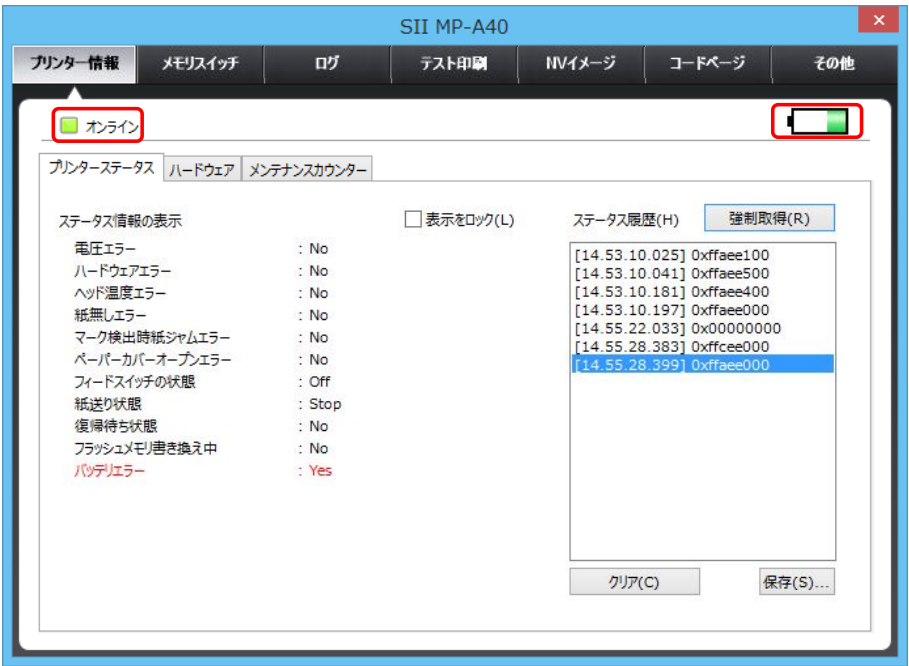 SII MP-A40
プリンター情報 メモリスイッチ ログ テスト印刷 NVイメージ コードページ その他
オンライン
プリンターステータス ハードウェア メンテナンスカウンター
ステータス情報の表示 表示をロック(L) ステータス履歴(H) 強制取得(R)
電圧エラー : No
ハードウェアエラー : No
ヘッド温度エラー : No
紙無しエラー : No
マーク検出時紙ジャムエラー : No
ペーパーカバーオープンエラー : No
フィードスイッチの状態 : Off
紙送り状態 : Stop
復帰待ち状態 : No
フラッシュメモリ書き換え中 : No
バッテリエラー : Yes
[14.53.10.025] 0xffaee100
[14.53.10.041] 0xffaee500
[14.53.10.181] 0xffaee400
[14.53.10.197] 0xffaee000
[14.55.22.033] 0x00000000
[14.55.28.383] 0xffcee000
[14.55.28.399] 0xffaee000
クリア(C) 保存(S)...